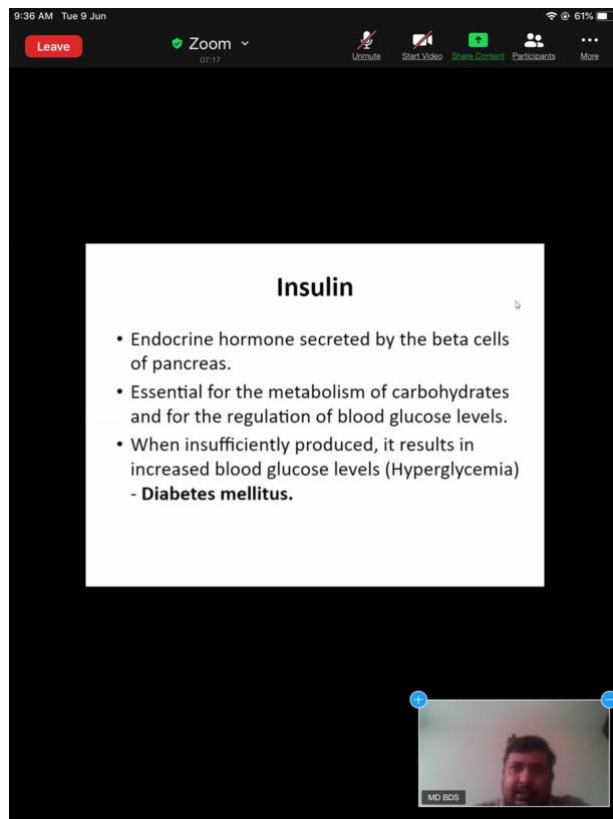 9:36 AM Tue 9 Jun
61%
Leave
Zoom
07:17
Unmute
Start Video
Share Content
Participants
More
Insulin
• Endocrine hormone secreted by the beta cells
of pancreas.
• Essential for the metabolism of carbohydrates
and for the regulation of blood glucose levels.
• When insufficiently produced, it results in
increased blood glucose levels (Hyperglycemia)
- Diabetes mellitus.
MD BDS